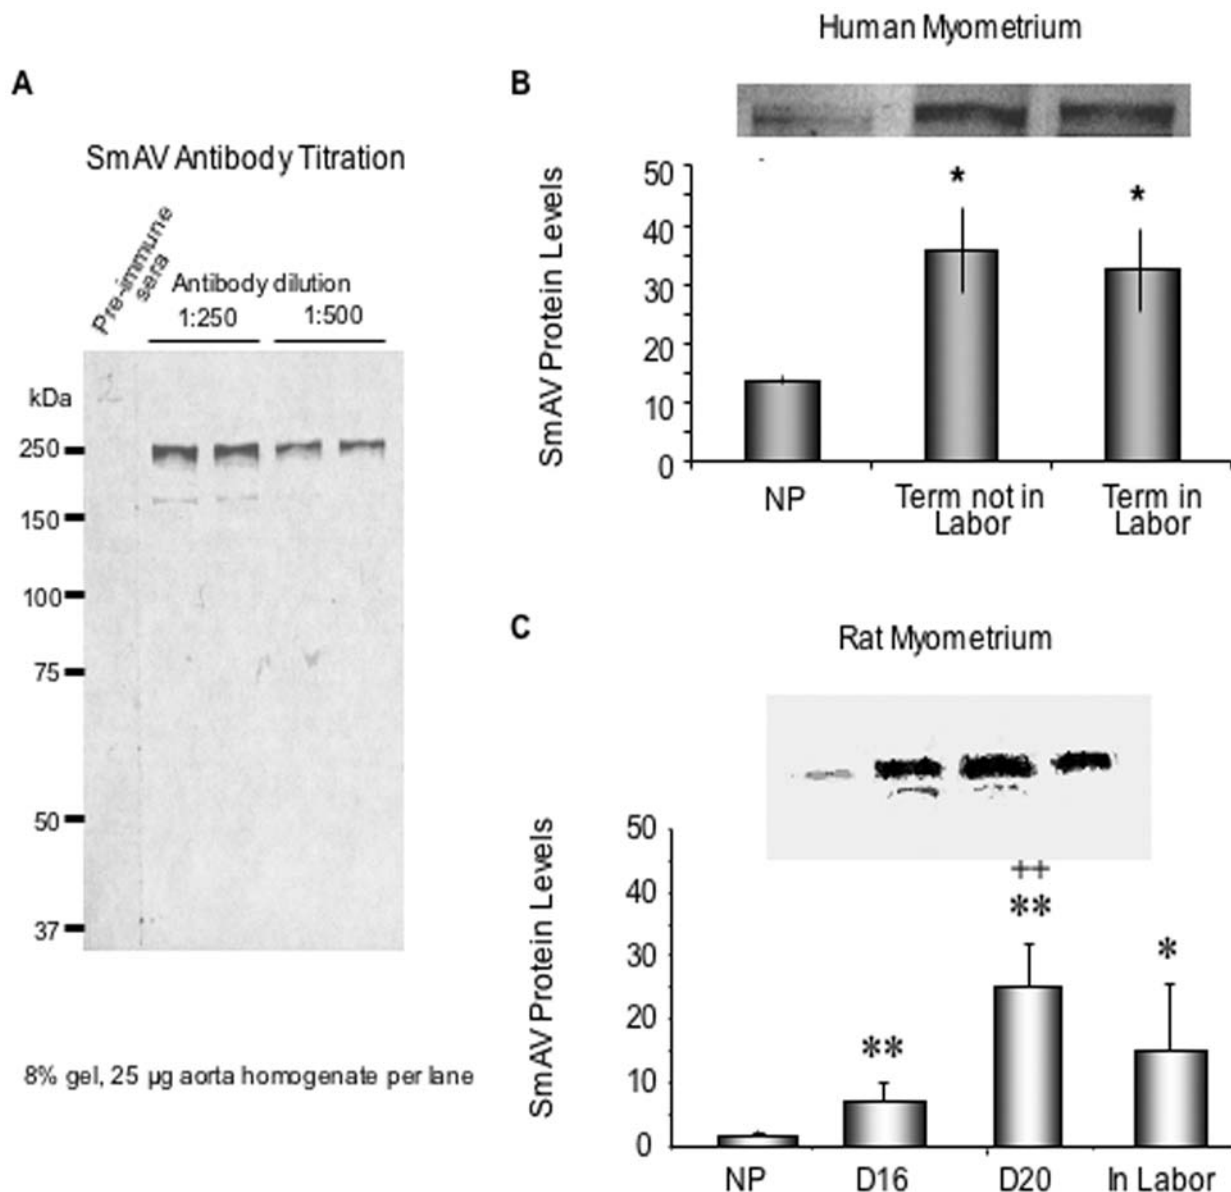 A
SmAV Antibody Titration
Pre-immune
sera
Antibody dilution
1:250 1:500
kDa
250
150
100
75
50
37
8% gel, 25 µg aorta homogenate per lane
Human Myometrium
B
SmAV Protein Levels
50
40
30
20
10
0
*
*
NP
Term not in
Labor
Term in
Labor
C
Rat Myometrium
SmAV Protein Levels
50
40
30
20
10
0
**
++
**
*
NP D16 D20 In Labor